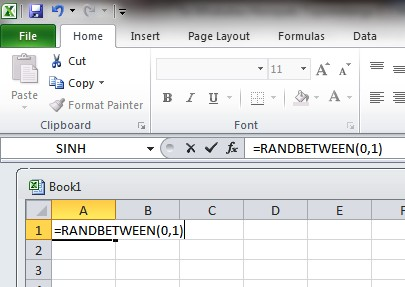 File Home Insert Page Layout Formulas Data
Paste
Cut
Copy
Format Painter
Clipboard
11 A A
B I U A
Font
SINH fx =RANDBETWEEN(0,1)
Book1
A B C D E F
1 =RANDBETWEEN(0,1)
2
3
4